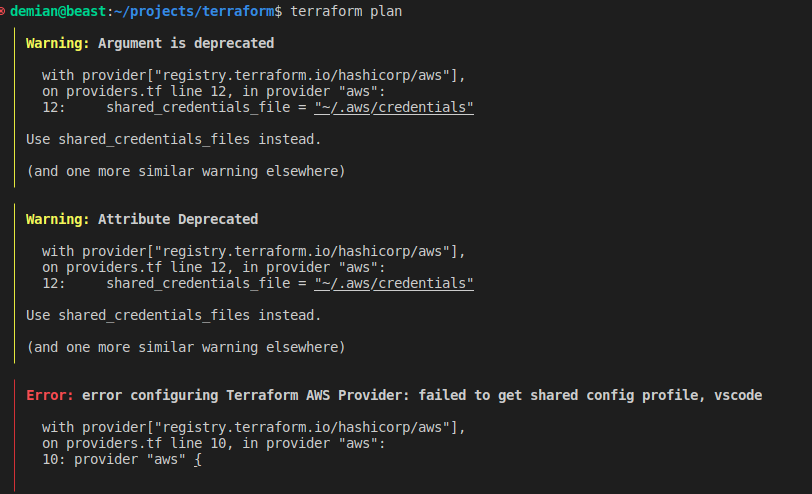 demian@beast:~/projects/terraform$ terraform plan
Warning: Argument is deprecated
with provider["registry.terraform.io/hashicorp/aws"],
on providers.tf line 12, in provider "aws":
12:     shared_credentials_file = "~/.aws/credentials"
Use shared_credentials_files instead.
(and one more similar warning elsewhere)
Warning: Attribute Deprecated
with provider["registry.terraform.io/hashicorp/aws"],
on providers.tf line 12, in provider "aws":
12:     shared_credentials_file = "~/.aws/credentials"
Use shared_credentials_files instead.
(and one more similar warning elsewhere)
Error: error configuring Terraform AWS Provider: failed to get shared config profile, vscode
with provider["registry.terraform.io/hashicorp/aws"],
on providers.tf line 10, in provider "aws":
10: provider "aws" {